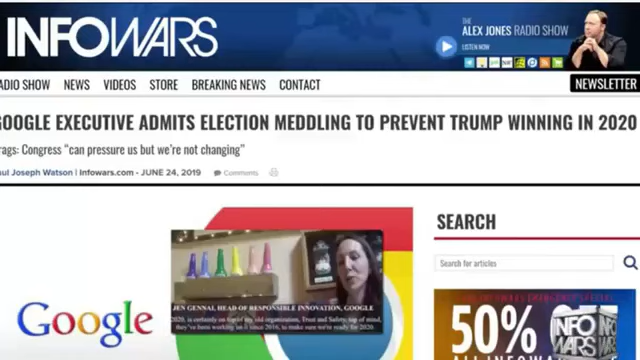 INFOWARS
THE
ALEX JONES RADIO SHOW
LISTEN NOW
ADIO SHOW NEWS VIDEOS STORE BREAKING NEWS CONTACT
NEWSLETTER
GOOGLE EXECUTIVE ADMITS ELECTION MEDDLING TO PREVENT TRUMP WINNING IN 2020
rags: Congress “can pressure us but we're not changing”
aul Joseph Watson | Infowars.com - JUNE 24, 2019 Comments
SEARCH
Search for articles
JEN GENNAI, HEAD OF RESPONSIBLE INNOVATION, GOOGLE
2020, is certainly on top of my old organization, Trust and Safety, top of mind,
they've been working on it since 2016, to make sure we're ready for 2020.
Google
50%
INFO
WARS